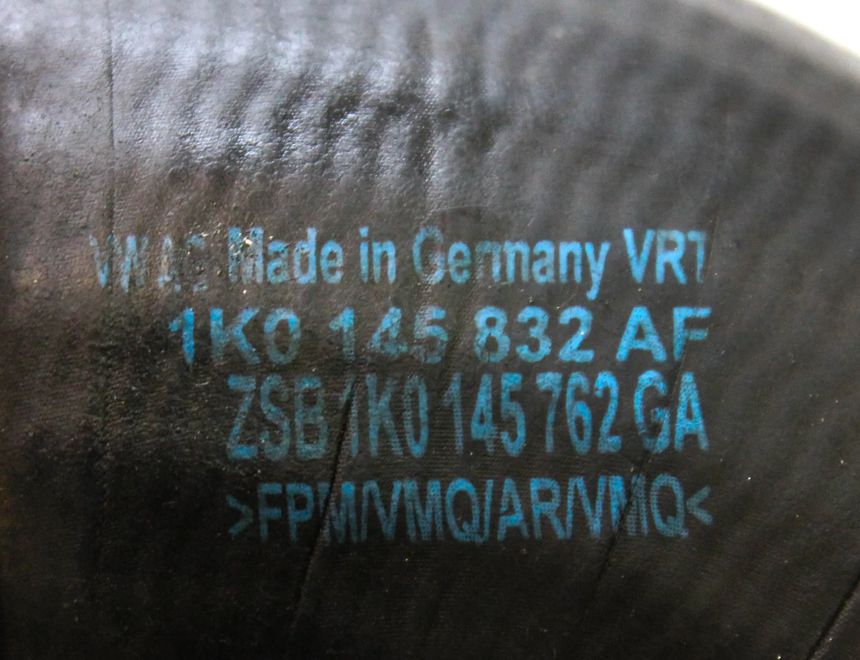 VW AG Made in Germany VRT
1K0 145 832 AF
ZSB 1K0 145 762 GA
>FPM/VMQ/AR/VMQ<